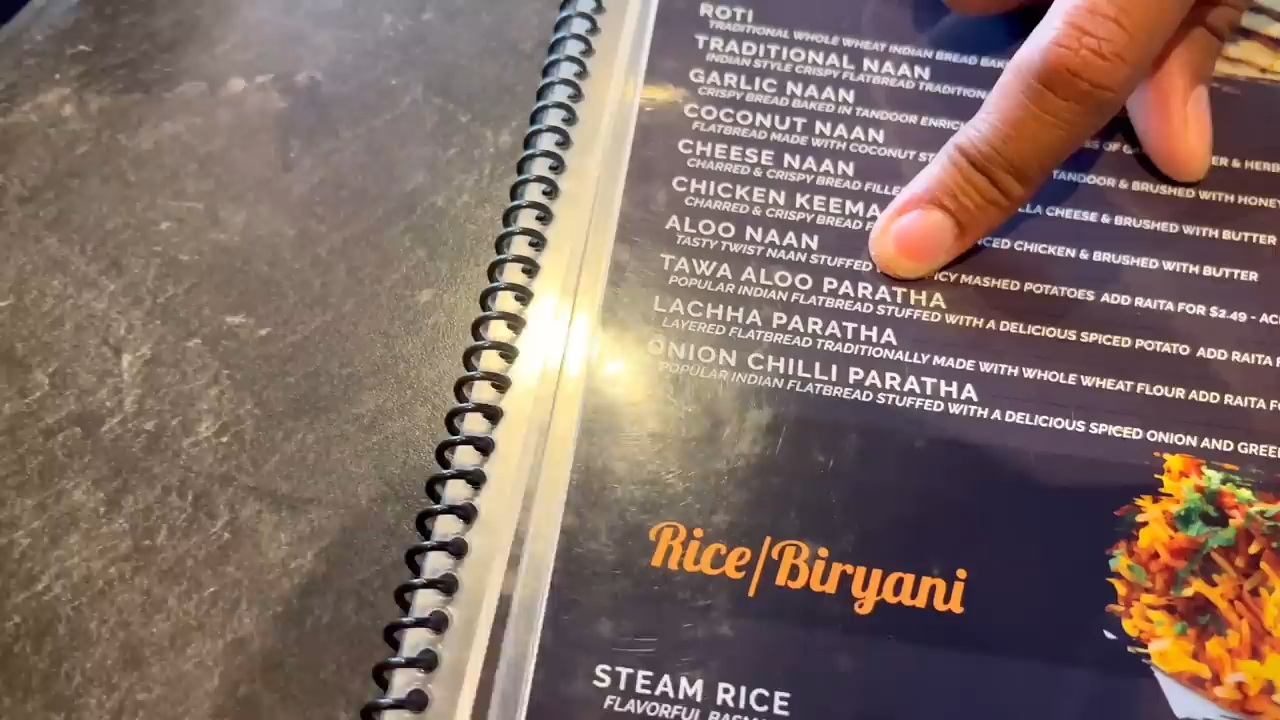 ROTI
TRADITIONAL WHOLE WHEAT INDIAN BREAD
TRADITIONAL NAAN
INDIAN STYLE CRISPY FLATBREAD
GARLIC NAAN
CRISPY BREAD BAKED IN TANDOOR OF & HERB
COCONUT NAAN
FLATBREAD MADE WITH COCONUT TANDOOR & BRUSHED WITH HONEY
CHEESE NAAN
CHARRED & CRISPY BREAD CHEESE & BRUSHED WITH BUTTER
CHICKEN KEEMA
CHARRED & CRISPY BREAD CHICKEN & BRUSHED WITH BUTTER
ALOO NAAN
TASTY TWIST NAAN STUFFED MASHED POTATOES ADD RAITA FOR $2.49 -
TAWA ALOO PARATHA
POPULAR INDIAN FLATBREAD STUFFED WITH A DELICIOUS SPICED POTATO ADD RAITA
LACHHA PARATHA
LAYERED FLATBREAD TRADITIONALLY MADE WITH WHOLE WHEAT FLOUR ADD RAITA
ONION CHILLI PARATHA
POPULAR INDIAN FLATBREAD STUFFED WITH A DELICIOUS SPICED ONION AND
Rice/Biryani
STEAM RICE
FLAVORFUL